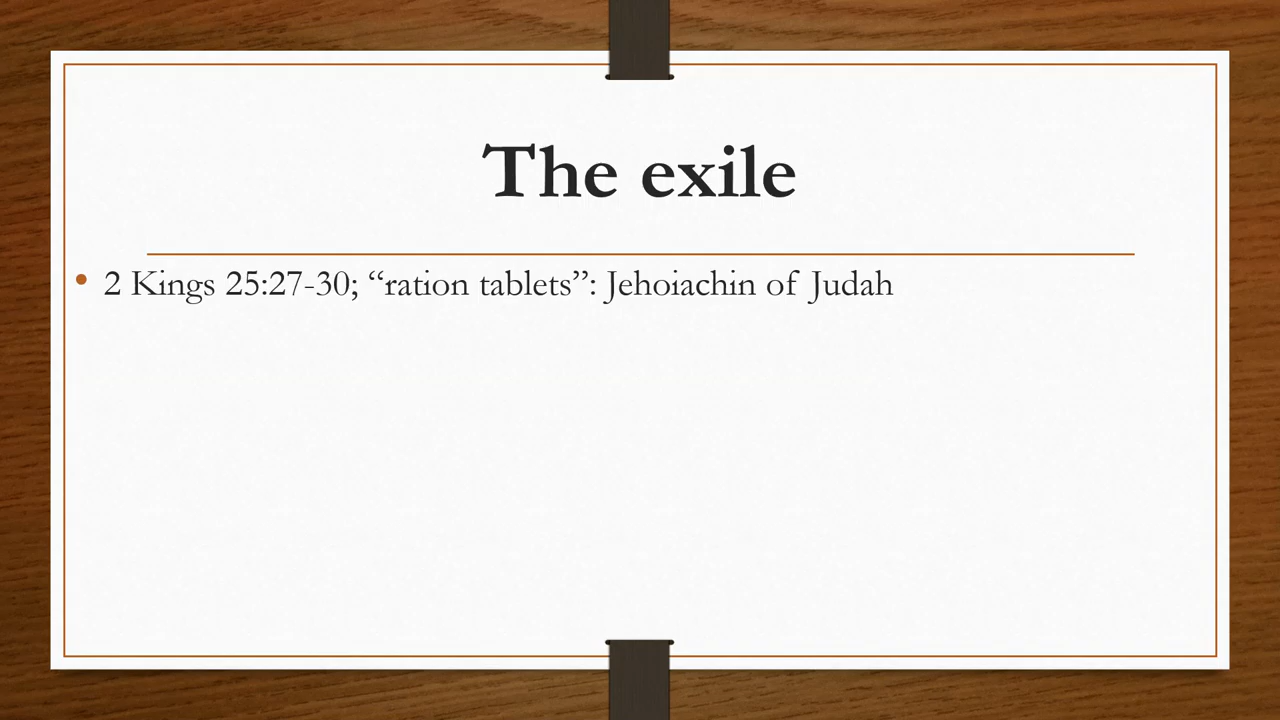 The exile
• 2 Kings 25:27-30; “ration tablets”: Jehoiachin of Judah